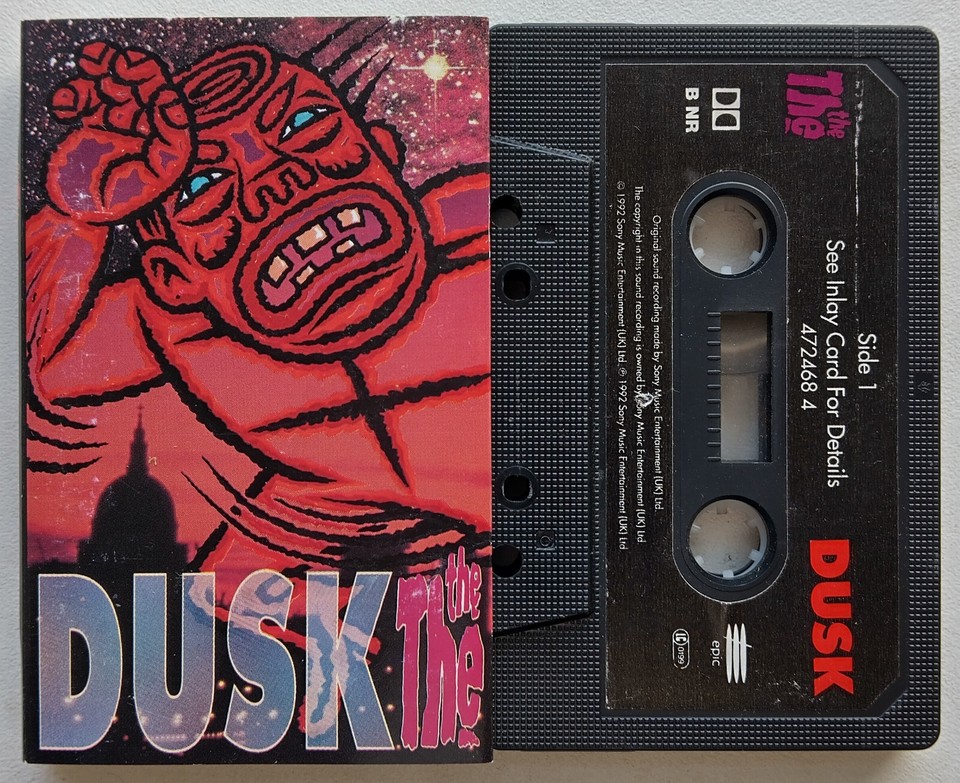 DUSK
the
The
the
The
B NR
Side 1
See Inlay Card For Details
472468 4
DUSK
Original sound recording made by Sony Music Entertainment (UK) Ltd.
The copyright in this sound recording is owned by Sony Music Entertainment (UK) Ltd
© 1992 Sony Music Entertainment (UK) Ltd. ℗ 1992 Sony Music Entertainment (UK) Ltd
epic
LC 0199